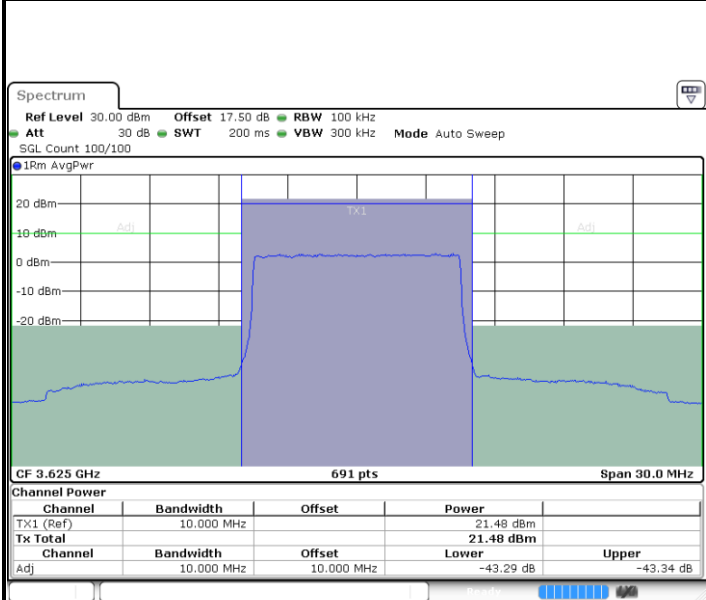 Spectrum
Ref Level 30.00 dBm Offset 17.50 dB RBW 100 kHz
Att 30 dB SWT 200 ms VBW 300 kHz Mode Auto Sweep
SGL Count 100/100
1Rm AvgPwr
20 dBm
TX1
Adj
Adj
10 dBm
0 dBm
-10 dBm
-20 dBm
CF 3.625 GHz 691 pts Span 30.0 MHz
Channel Power
Channel Bandwidth Offset Power
TX1 (Ref) 10.000 MHz 21.48 dBm
Tx Total 21.48 dBm
Channel Bandwidth Offset Lower Upper
Adj 10.000 MHz 10.000 MHz -43.29 dB -43.34 dB
Ready